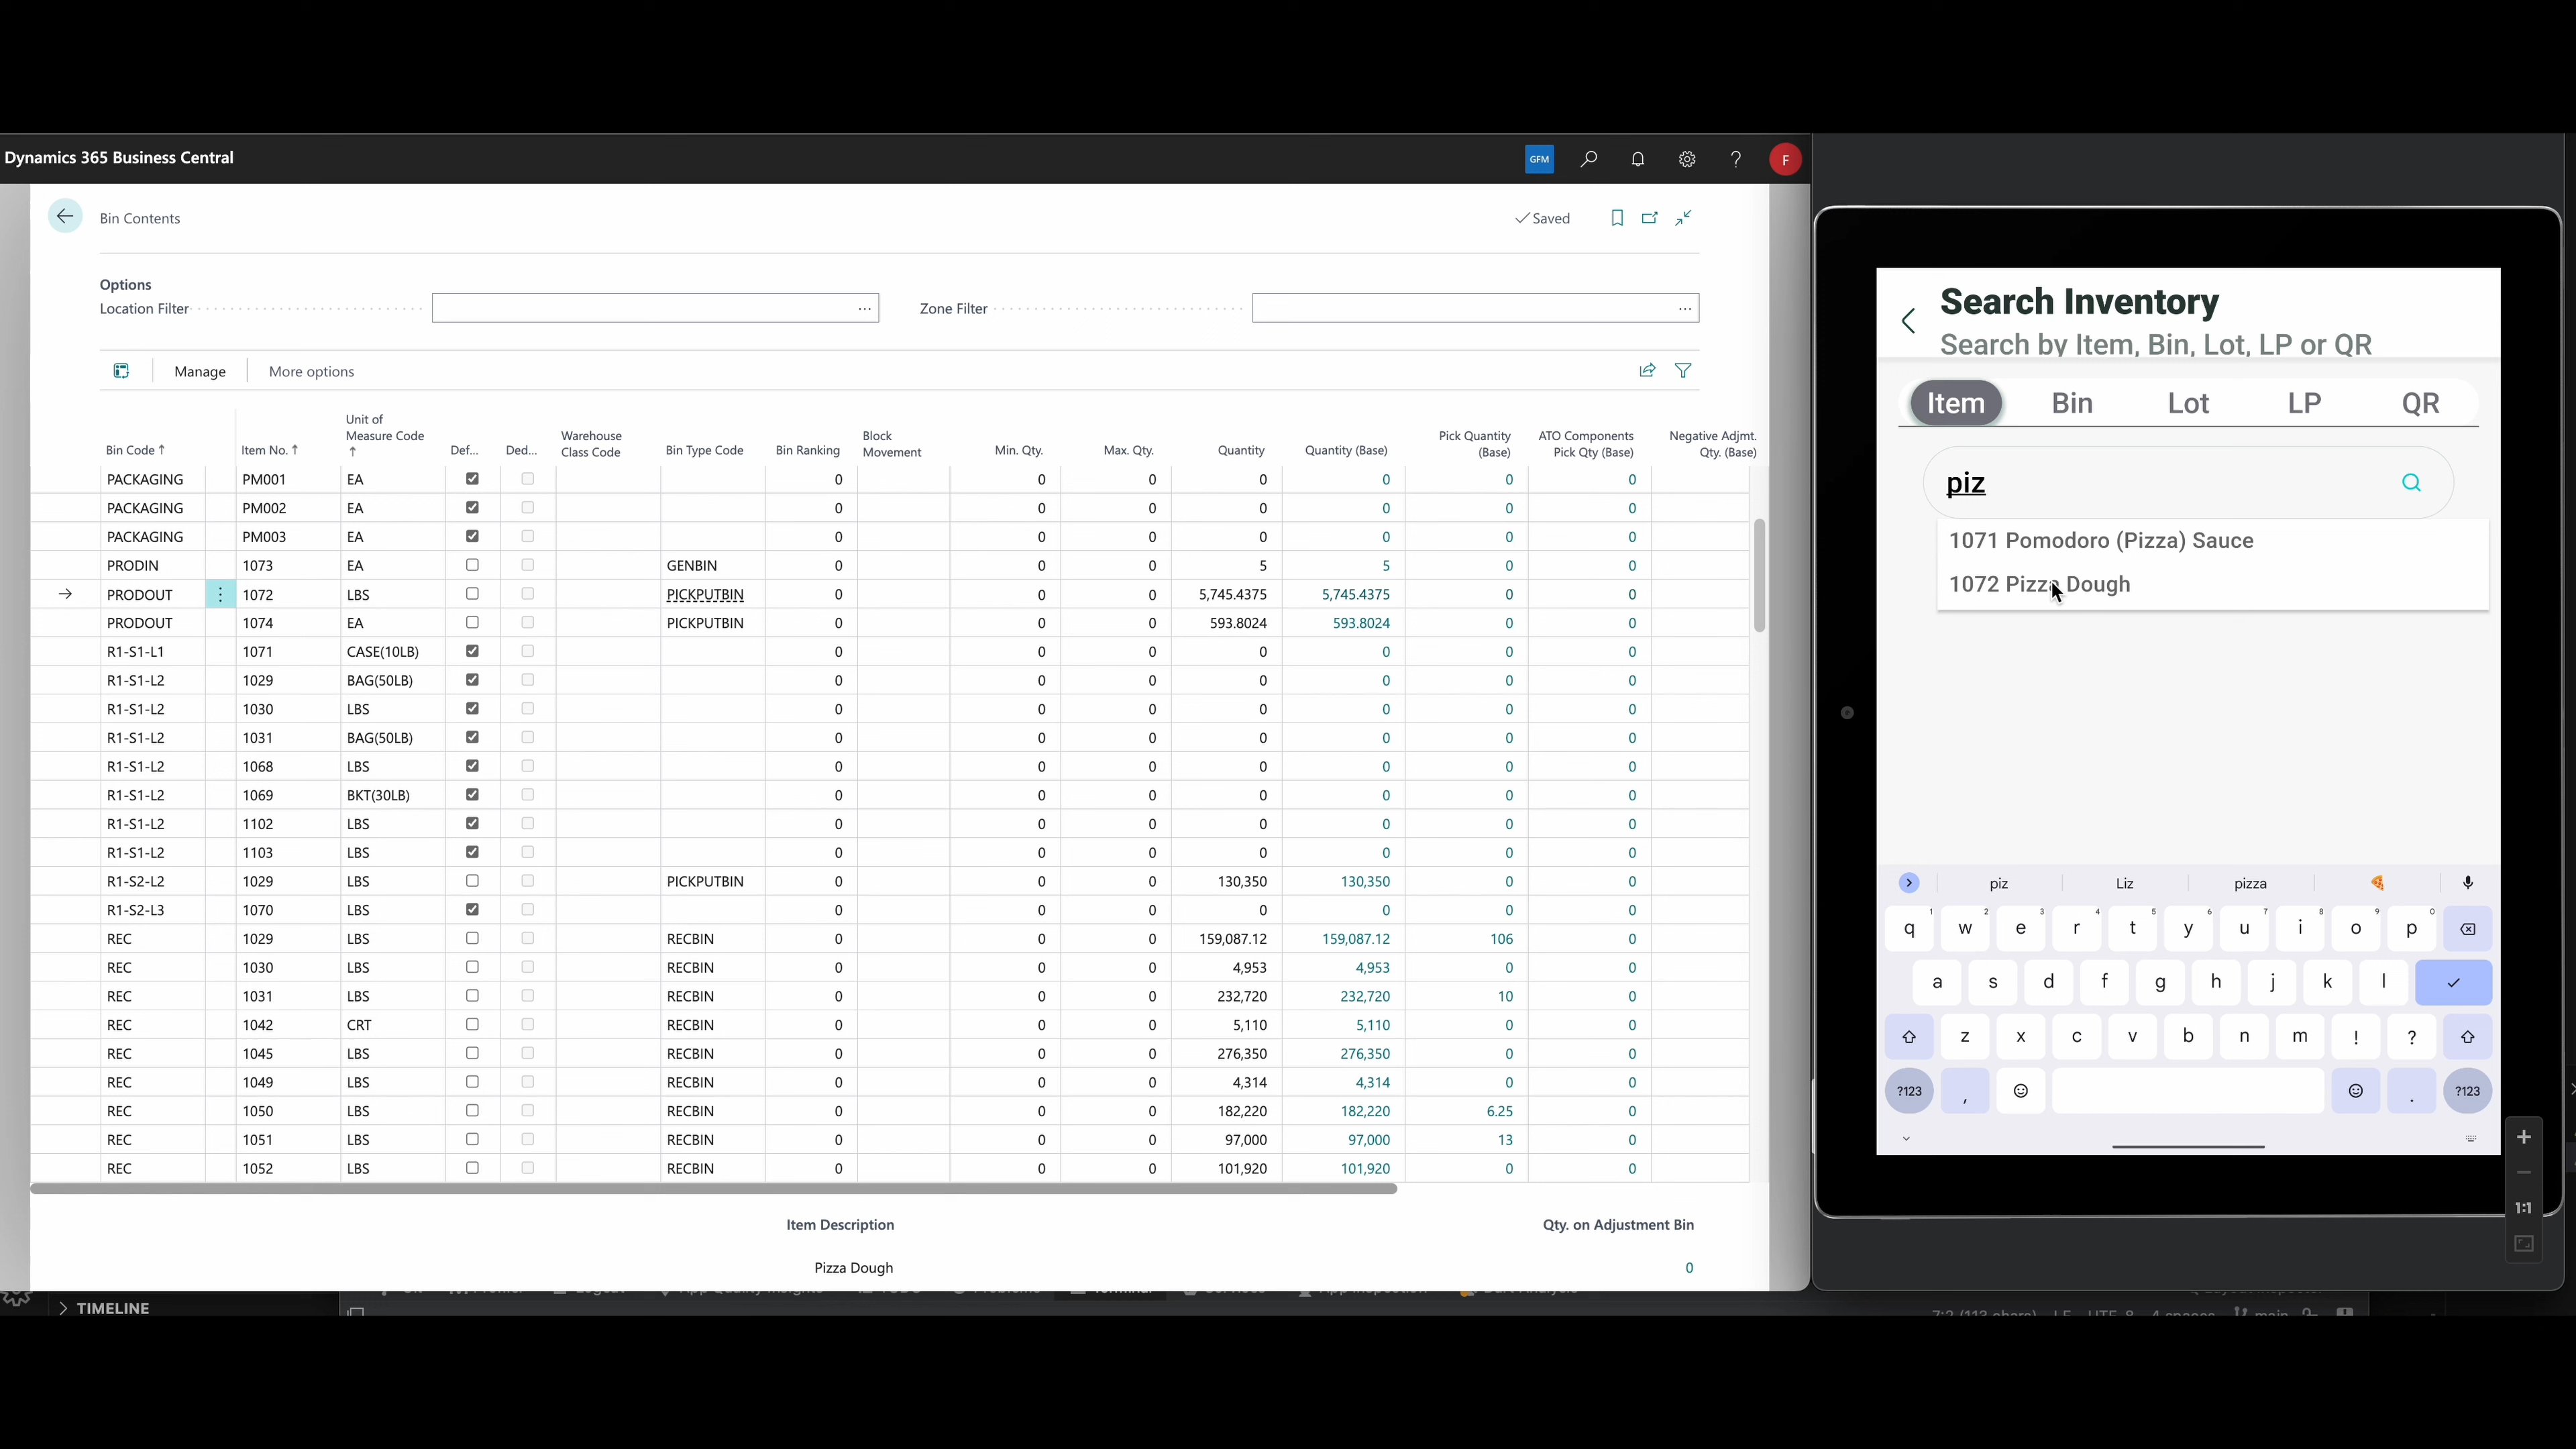 Dynamics 365 Business Central
GFM
?
F
Bin Contents
Saved
Options
Location Filter
...
Zone Filter
...
Manage
More options
Bin Code ↑ Item No. ↑ Unit of Measure Code ↑ Def... Ded... Warehouse Class Code Bin Type Code Bin Ranking Block Movement Min. Qty. Max. Qty. Quantity Quantity (Base) Pick Quantity (Base) ATO Components Pick Qty (Base) Negative Adjmt. Qty. (Base)
PACKAGING PM001 EA 0 0 0 0 0 0 0
PACKAGING PM002 EA 0 0 0 0 0 0 0
PACKAGING PM003 EA 0 0 0 0 0 0 0
PRODIN 1073 EA GENBIN 0 0 0 5 5 0 0
PRODOUT 1072 LBS PICKPUTBIN 0 0 0 5,745.4375 5,745.4375 0 0
PRODOUT 1074 EA PICKPUTBIN 0 0 0 593.8024 593.8024 0 0
R1-S1-L1 1071 CASE(10LB) 0 0 0 0 0 0 0
R1-S1-L2 1029 BAG(50LB) 0 0 0 0 0 0 0
R1-S1-L2 1030 LBS 0 0 0 0 0 0 0
R1-S1-L2 1031 BAG(50LB) 0 0 0 0 0 0 0
R1-S1-L2 1068 LBS 0 0 0 0 0 0 0
R1-S1-L2 1069 BKT(30LB) 0 0 0 0 0 0 0
R1-S1-L2 1102 LBS 0 0 0 0 0 0 0
R1-S1-L2 1103 LBS 0 0 0 0 0 0 0
R1-S2-L2 1029 LBS PICKPUTBIN 0 0 0 130,350 130,350 0 0
R1-S2-L3 1070 LBS 0 0 0 0 0 0 0
REC 1029 LBS RECBIN 0 0 0 159,087.12 159,087.12 106 0
REC 1030 LBS RECBIN 0 0 0 4,953 4,953 0 0
REC 1031 LBS RECBIN 0 0 0 232,720 232,720 10 0
REC 1042 CRT RECBIN 0 0 0 5,110 5,110 0 0
REC 1045 LBS RECBIN 0 0 0 276,350 276,350 0 0
REC 1049 LBS RECBIN 0 0 0 4,314 4,314 0 0
REC 1050 LBS RECBIN 0 0 0 182,220 182,220 6.25 0
REC 1051 LBS RECBIN 0 0 0 97,000 97,000 13 0
REC 1052 LBS RECBIN 0 0 0 101,920 101,920 0 0
Item Description
Qty. on Adjustment Bin
Pizza Dough
0
TIMELINE
Search Inventory
Search by Item, Bin, Lot, LP or QR
Item Bin Lot LP QR
piz
1071 Pomodoro (Pizza) Sauce
1072 Pizza Dough
piz Liz pizza 🍕
q 1 w 2 e 3 r 4 t 5 y 6 u 7 i 8 o 9 p 0
a s d f g h j k l
z x c v b n m ! ?
?123 , . ?123
1:1